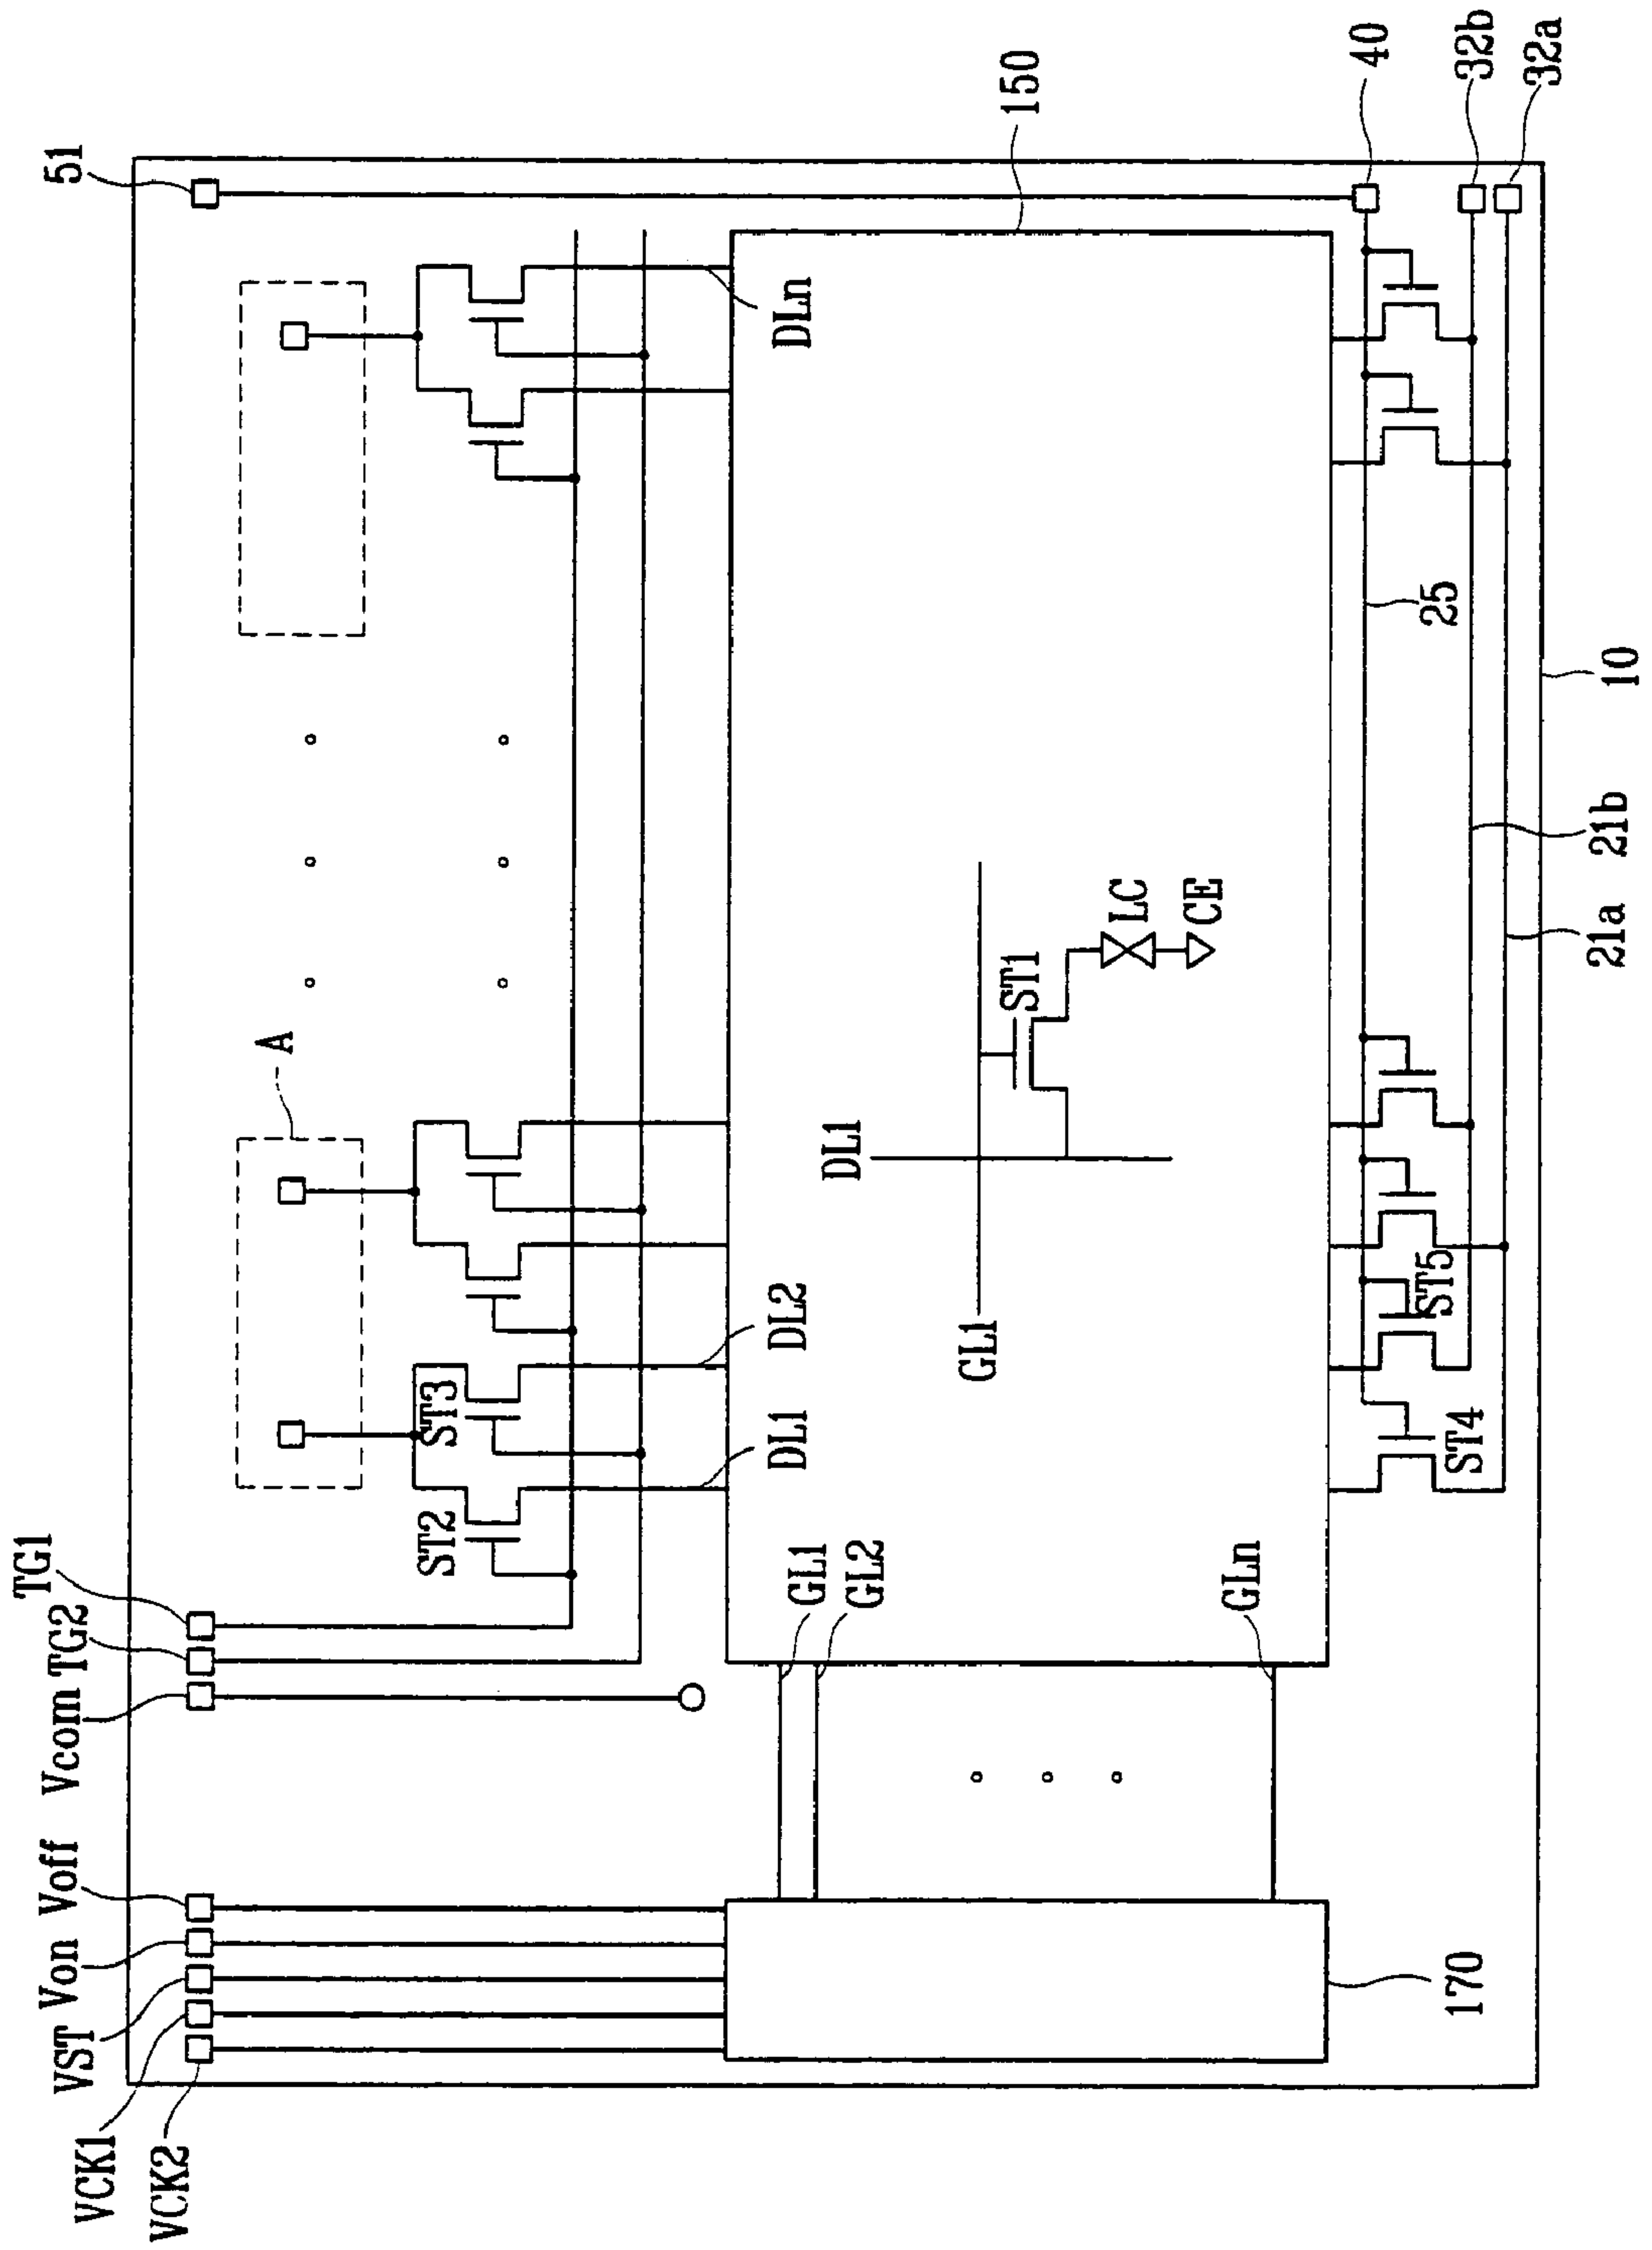 VCK1
VCK2
VST
Von
Voff
Vcom
TG2
TG1
A
51
ST2
ST3
DL1
DL2
DLn
150
GL1
GL2
GLn
GL1
DL1
ST1
LC
CE
40
32b
32a
ST4
ST5
25
21a
21b
10
170